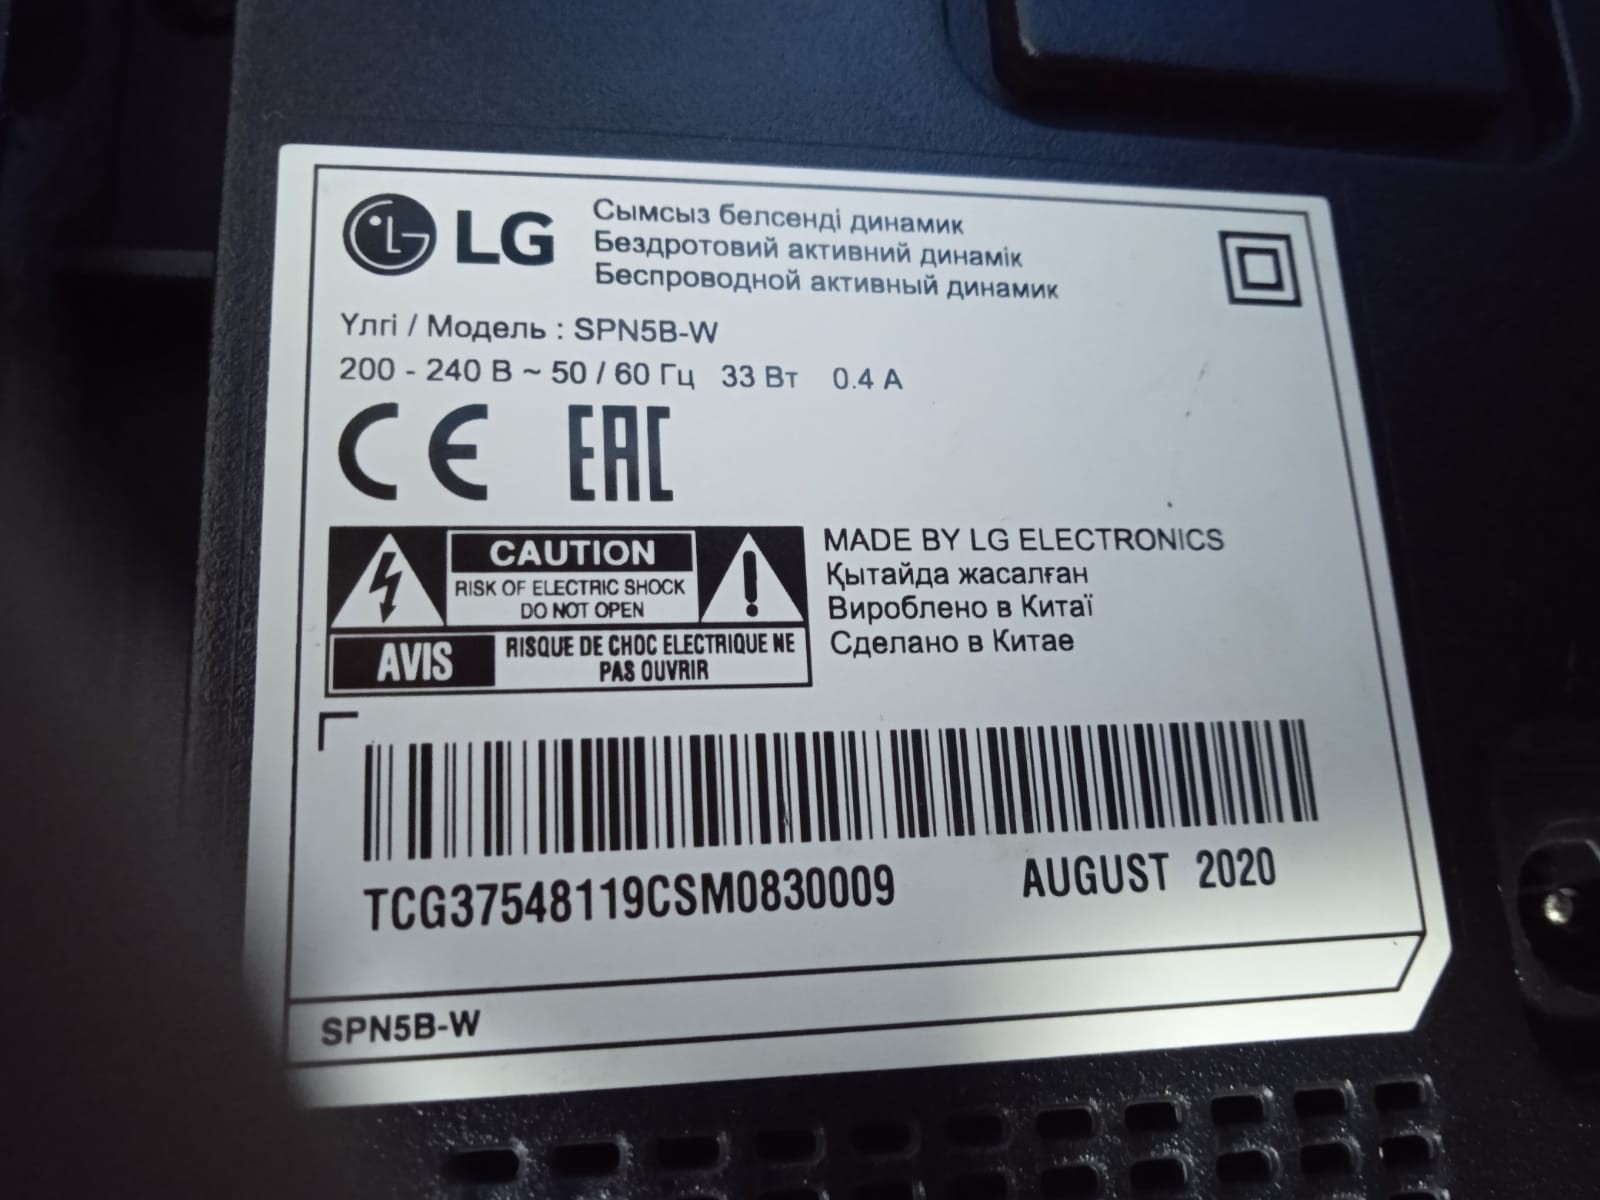 LG
Сымсыз белсенді динамик
Бездротовий активний динамік
Беспроводной активный динамик
Үлгі / Модель : SPN5B-W
200 - 240 В ~ 50 / 60 Гц 33 Вт 0.4 А
CE EAC
CAUTION
RISK OF ELECTRIC SHOCK
DO NOT OPEN
AVIS
RISQUE DE CHOC ELECTRIQUE NE
PAS OUVRIR
MADE BY LG ELECTRONICS
Қытайда жасалған
Вироблено в Китаї
Сделано в Китае
TCG37548119CSM0830009 AUGUST 2020
SPN5B-W